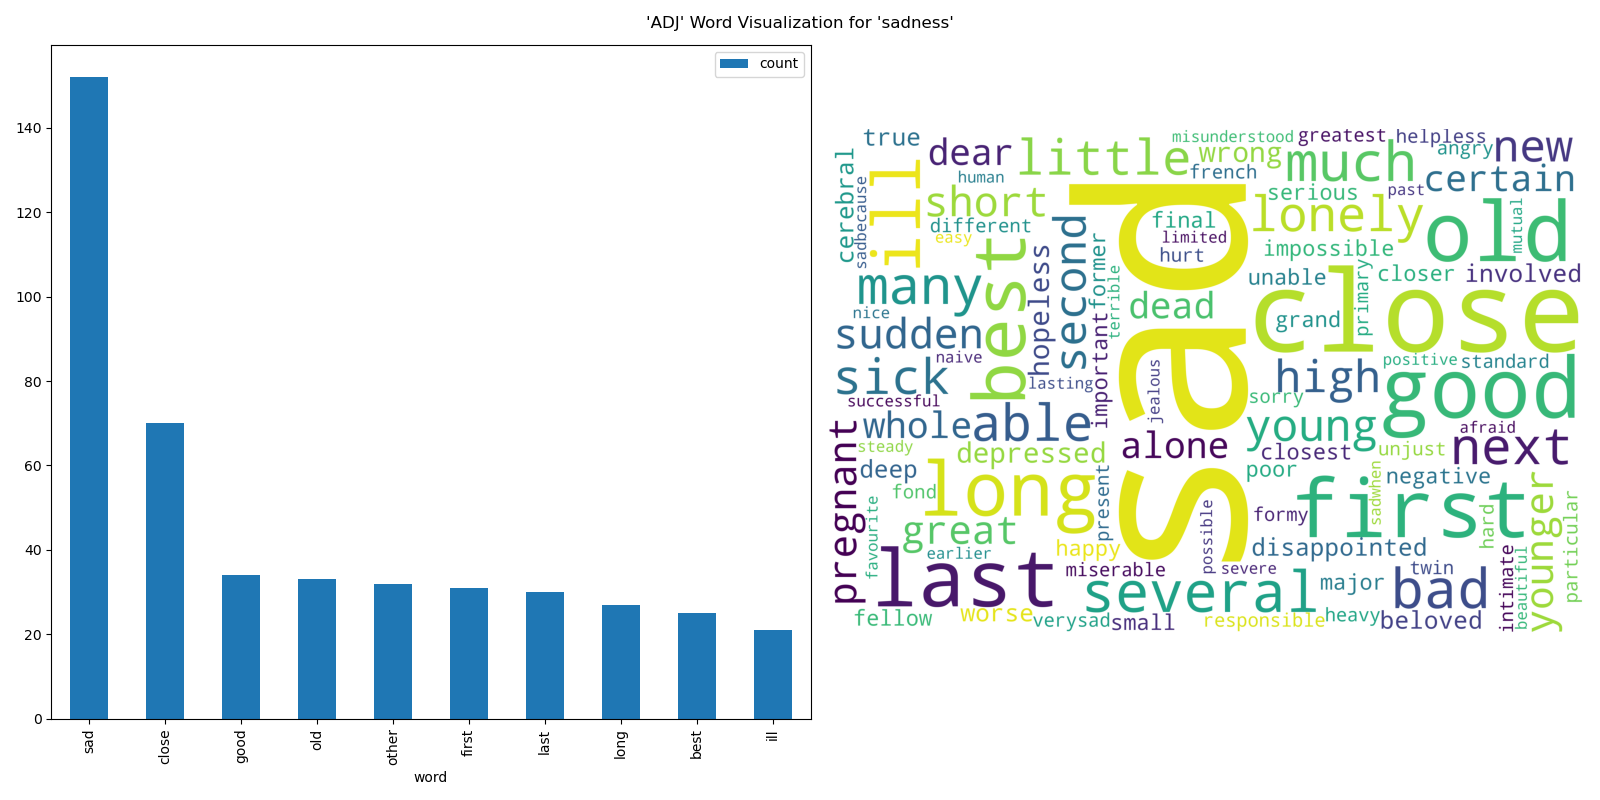 'ADJ' Word Visualization for 'sadness'
count
140
120
100
80
60
40
20
0
sad
close
good
old
other
first
last
long
best
ill
word
true
misunderstood
greatest
helpless
angry
new
dear
little
wrong
much
certain
cerebral
sadbecause
ill
human
french
serious
past
short
different
easy
final
limited
hurt
lonely
old
mutual
impossible
many
best
second
former
hopeless
terrible
important
sad
unable
closer
involved
close
primary
nice
sudden
dead
grand
naive
sick
lasting
jealous
high
positive
standard
good
successful
sorry
pregnant
whole
able
young
afraid
next
steady
depressed
alone
closest
unjust
deep
poor
negative
fond
long
present
possible
sadwhen
first
younger
favourite
great
formy
hard
particular
earlier
happy
disappointed
last
miserable
severe
twin
intimate
beautiful
several
major
bad
fellow
worse
verysad
small
responsible
heavy
beloved